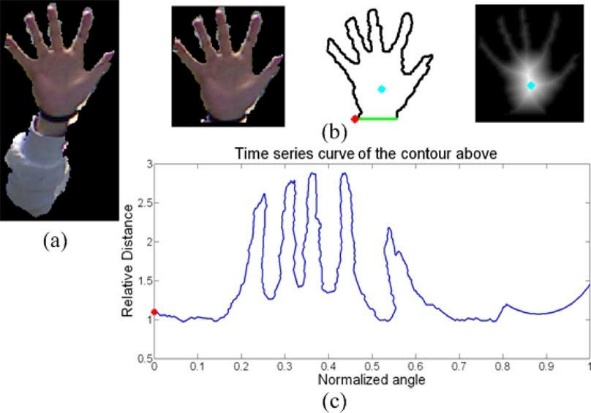 (a)
(b)
Time series curve of the contour above
3
2.5
2
1.5
1
0.5
Relative Distance
0
0.1
0.2
0.3
0.4
0.5
0.6
0.7
0.8
0.9
1
Normalized angle
(c)